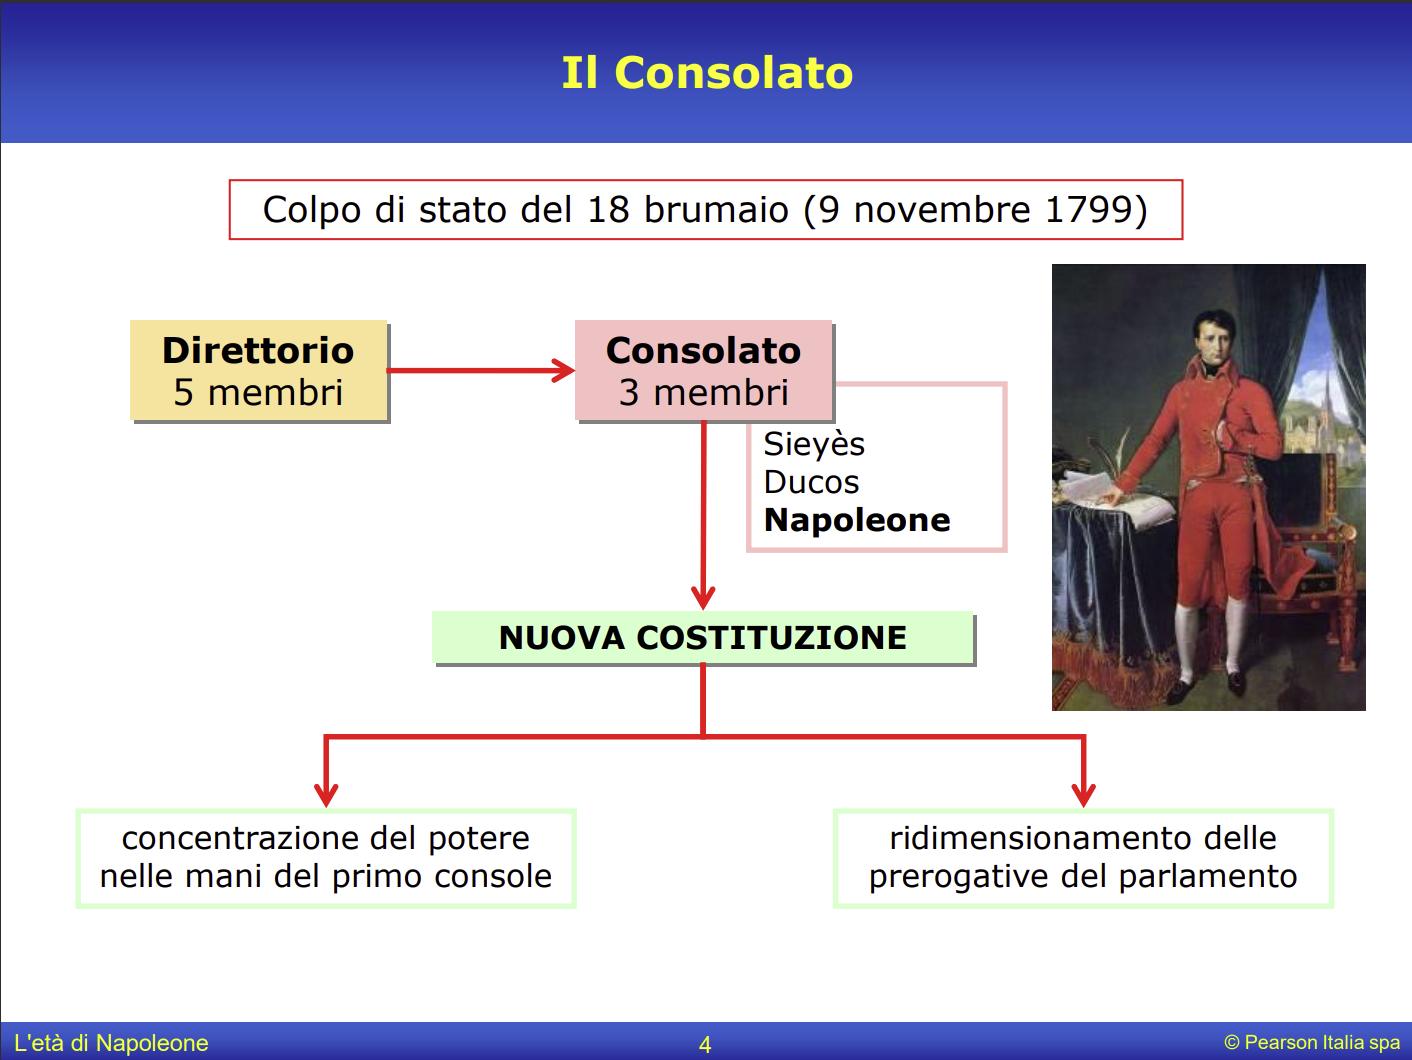 Il Consolato
Colpo di stato del 18 brumaio (9 novembre 1799)
Direttorio
5 membri
Consolato
3 membri
Sieyès
Ducos
Napoleone
NUOVA COSTITUZIONE
concentrazione del potere
nelle mani del primo console
ridimensionamento delle
prerogative del parlamento
L'età di Napoleone
4
© Pearson Italia spa